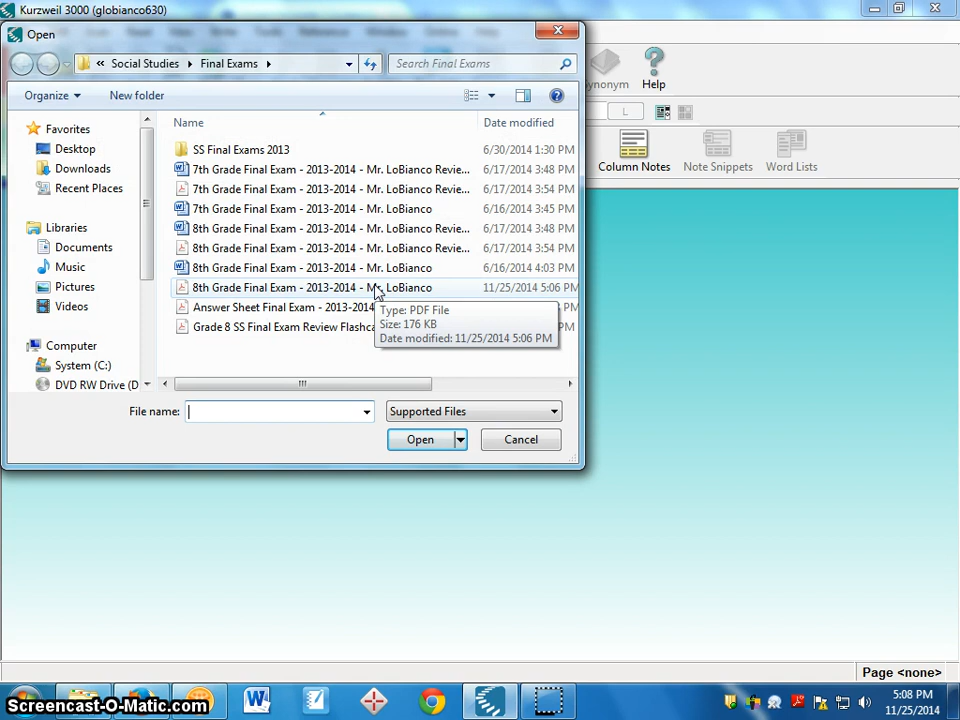 Kurzweil 3000 (globianco630)
Open
« Social Studies ▸ Final Exams ▸
Search Final Exams
Organize
New folder
Synonym
Help
Column Notes
Note Snippets
Word Lists
Favorites
Desktop
Downloads
Recent Places
Libraries
Documents
Music
Pictures
Videos
Computer
System (C:)
DVD RW Drive (D
Name
Date modified
SS Final Exams 2013
6/30/2014 1:30 PM
7th Grade Final Exam - 2013-2014 - Mr. LoBianco Revie...
6/17/2014 3:48 PM
7th Grade Final Exam - 2013-2014 - Mr. LoBianco Revie...
6/17/2014 3:54 PM
7th Grade Final Exam - 2013-2014 - Mr. LoBianco
6/16/2014 3:45 PM
8th Grade Final Exam - 2013-2014 - Mr. LoBianco Revie...
6/17/2014 3:48 PM
8th Grade Final Exam - 2013-2014 - Mr. LoBianco Revie...
6/17/2014 3:54 PM
8th Grade Final Exam - 2013-2014 - Mr. LoBianco
6/16/2014 4:03 PM
8th Grade Final Exam - 2013-2014 - Mr. LoBianco
11/25/2014 5:06 PM
Answer Sheet Final Exam - 2013-2014
PM
Grade 8 SS Final Exam Review Flashca
PM
Type: PDF File
Size: 176 KB
Date modified: 11/25/2014 5:06 PM
File name:
Supported Files
Open
Cancel
Page <none>
5:08 PM
11/25/2014
Screencast-O-Matic.com